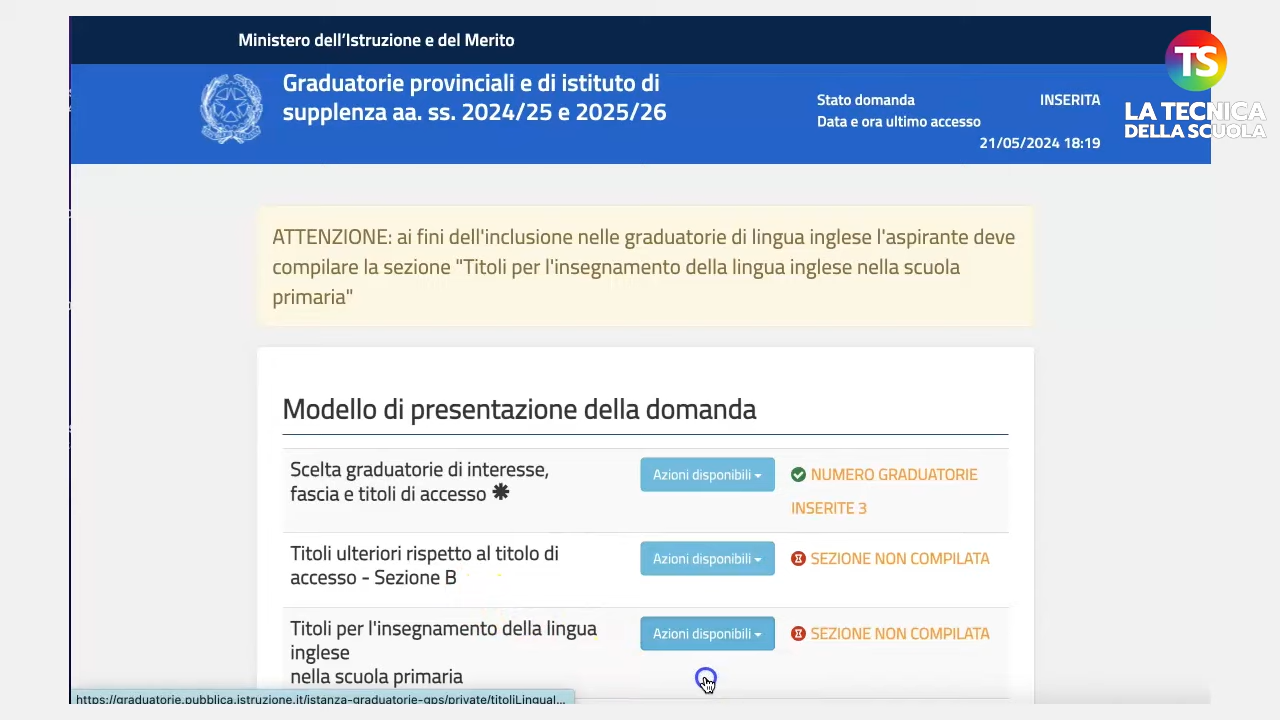 Ministero dell'Istruzione e del Merito
TS
LA TECNICA
DELLA SCUOLA
Graduatorie provinciali e di istituto di
supplenza aa. ss. 2024/25 e 2025/26
Stato domanda INSERITA
Data e ora ultimo accesso
21/05/2024 18:19
ATTENZIONE: ai fini dell'inclusione nelle graduatorie di lingua inglese l'aspirante deve
compilare la sezione "Titoli per l'insegnamento della lingua inglese nella scuola
primaria"
Modello di presentazione della domanda
Scelta graduatorie di interesse,
fascia e titoli di accesso ✱
Azioni disponibili
NUMERO GRADUATORIE
INSERITE 3
Titoli ulteriori rispetto al titolo di
accesso - Sezione B
Azioni disponibili
SEZIONE NON COMPILATA
Titoli per l'insegnamento della lingua
inglese
nella scuola primaria
Azioni disponibili
SEZIONE NON COMPILATA
https://graduatorie.pubblica.istruzione.it/istanza-graduatorie-gps/private/titoliLingual...